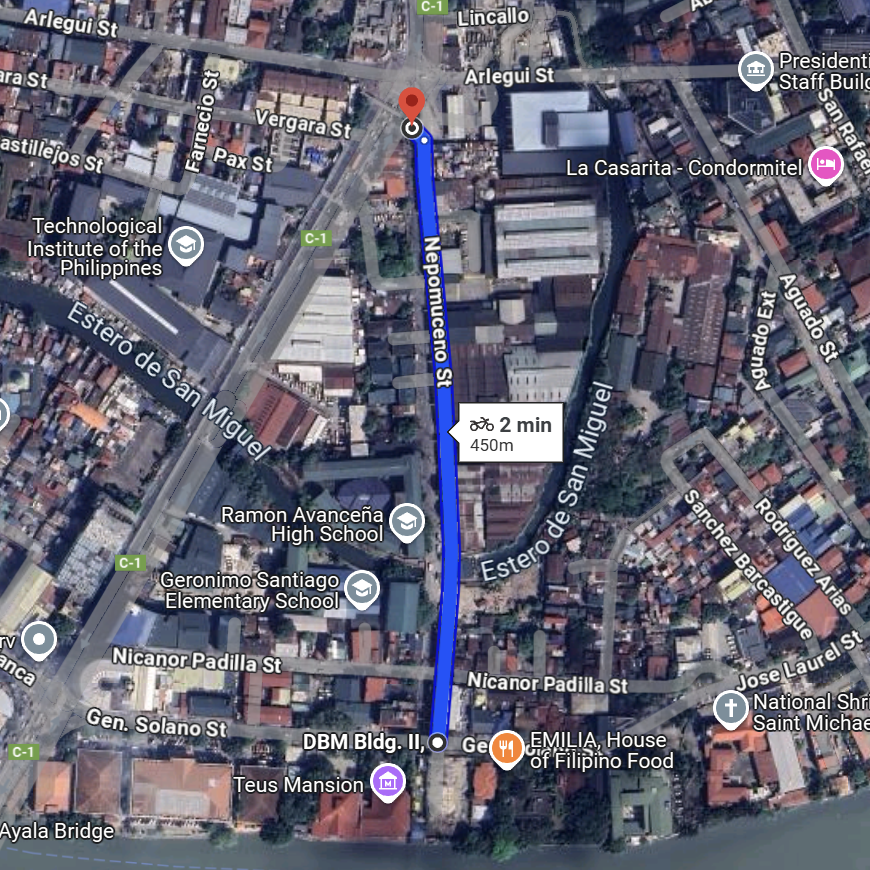 C-1
Lincallo
Arlegui St
Arlegui St
Presidenti
Staff Build
ara St
Farnecio St
Vergara St
San Rafael
astillejos St
Pax St
La Casarita - Condormitel
Technological
Institute of the
Philippines
C-1
Nepomuceno St
Aguado St
Aguado Ext
Estero de San Miguel
2 min
450m
Estero de San Miguel
Ramon Avanceña
High School
Sanchez Barcastigue
Rodriguez Arias
C-1
Geronimo Santiago
Elementary School
rv
anca
Nicanor Padilla St
Nicanor Padilla St
Jose Laurel St
National Shri
Saint Michae
Gen. Solano St
DBM Bldg. II,
EMILIA, House
of Filipino Food
C-1
Teus Mansion
Ayala Bridge